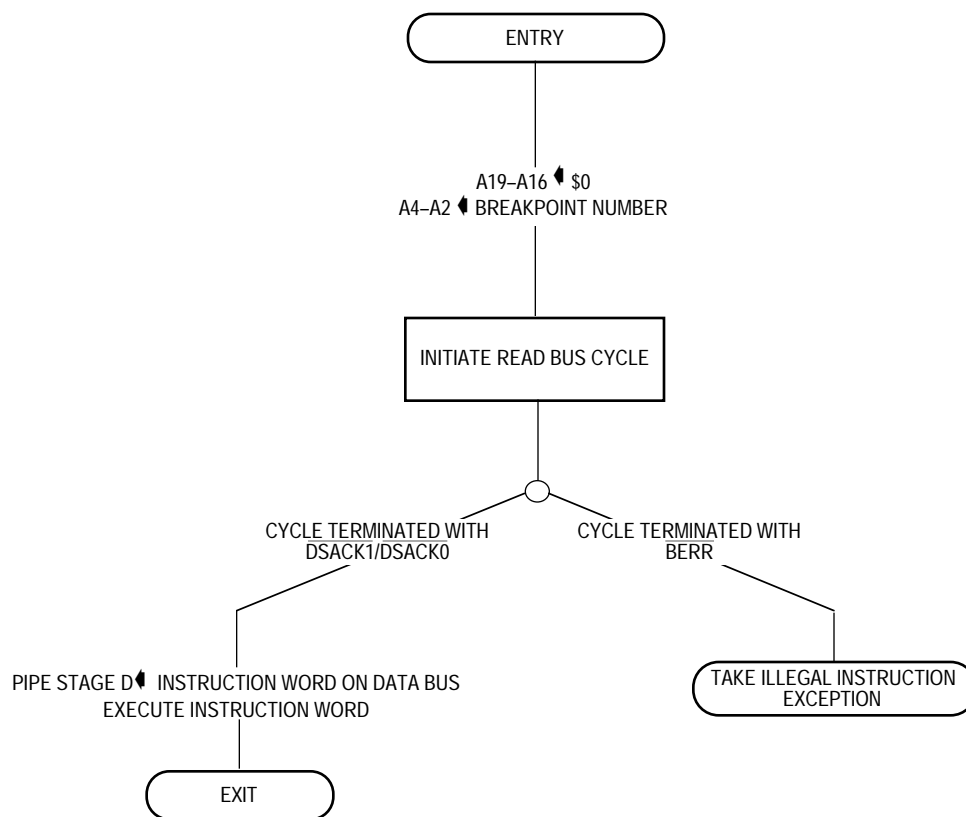 ENTRY
A19–A16 ← $0
A4–A2 ← BREAKPOINT NUMBER
INITIATE READ BUS CYCLE
CYCLE TERMINATED WITH
DSACK1/DSACK0
CYCLE TERMINATED WITH
BERR
PIPE STAGE D ← INSTRUCTION WORD ON DATA BUS
EXECUTE INSTRUCTION WORD
TAKE ILLEGAL INSTRUCTION
EXCEPTION
EXIT